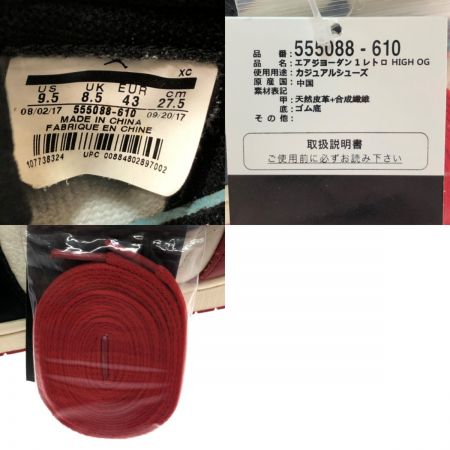 XC
US UK EUR cm
9.5 8.5 43 27.5
08/02/17 555088-610 09/20/17
MADE IN CHINA
FABRIQUE EN CHINE
107738324
UPC 00884802897002
品番:555088-610
品名:エアジョーダン1レトロ HIGH OG
使用用途:カジュアルシューズ
原産国:中国
素材表記
甲:天然皮革+合成繊維
底:ゴム底
その他:
取扱説明書
ご使用前に必ずお読み下さい